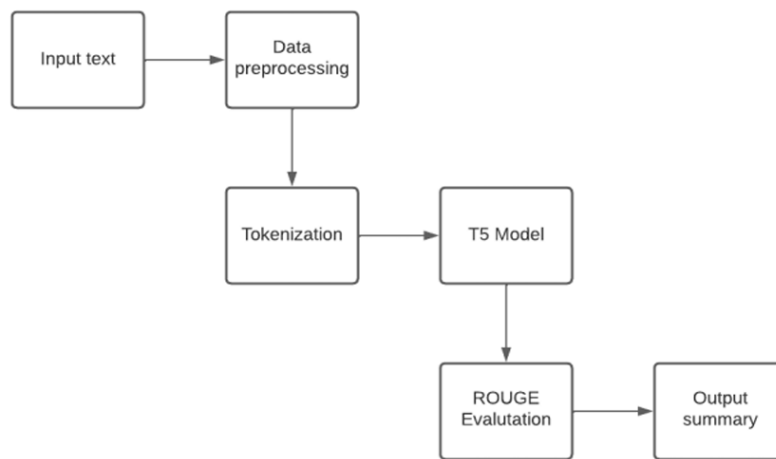 Input text
Data
preprocessing
Tokenization
T5 Model
ROUGE
Evalutation
Output
summary